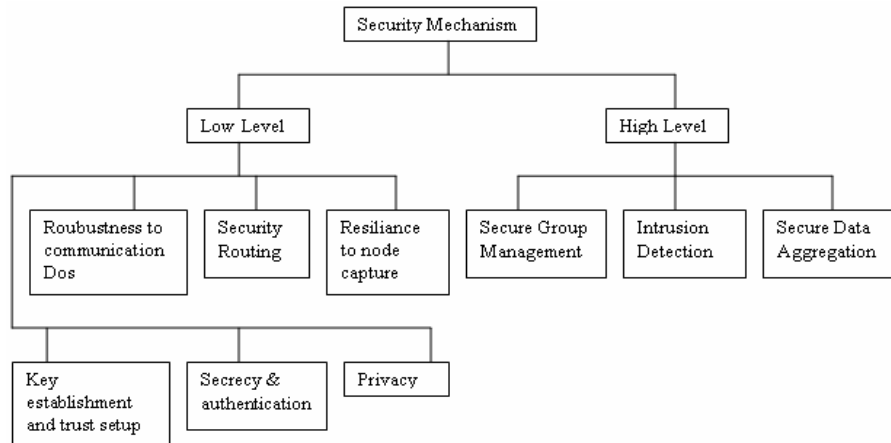 Security Mechanism
Low Level
High Level
Roubustness to
communication
Dos
Security
Routing
Resiliance
to node
capture
Secure Group
Management
Intrusion
Detection
Secure Data
Aggregation
Key
establishment
and trust setup
Secrecy &
authentication
Privacy